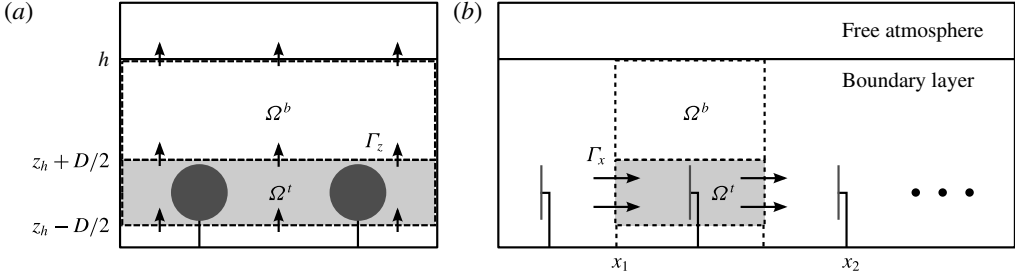 (a)
h
Ω^b
z_h + D/2
Γ_z
Ω^t
z_h − D/2
(b)
Free atmosphere
Boundary layer
Ω^b
Γ_x
Ω^t
x_1
x_2